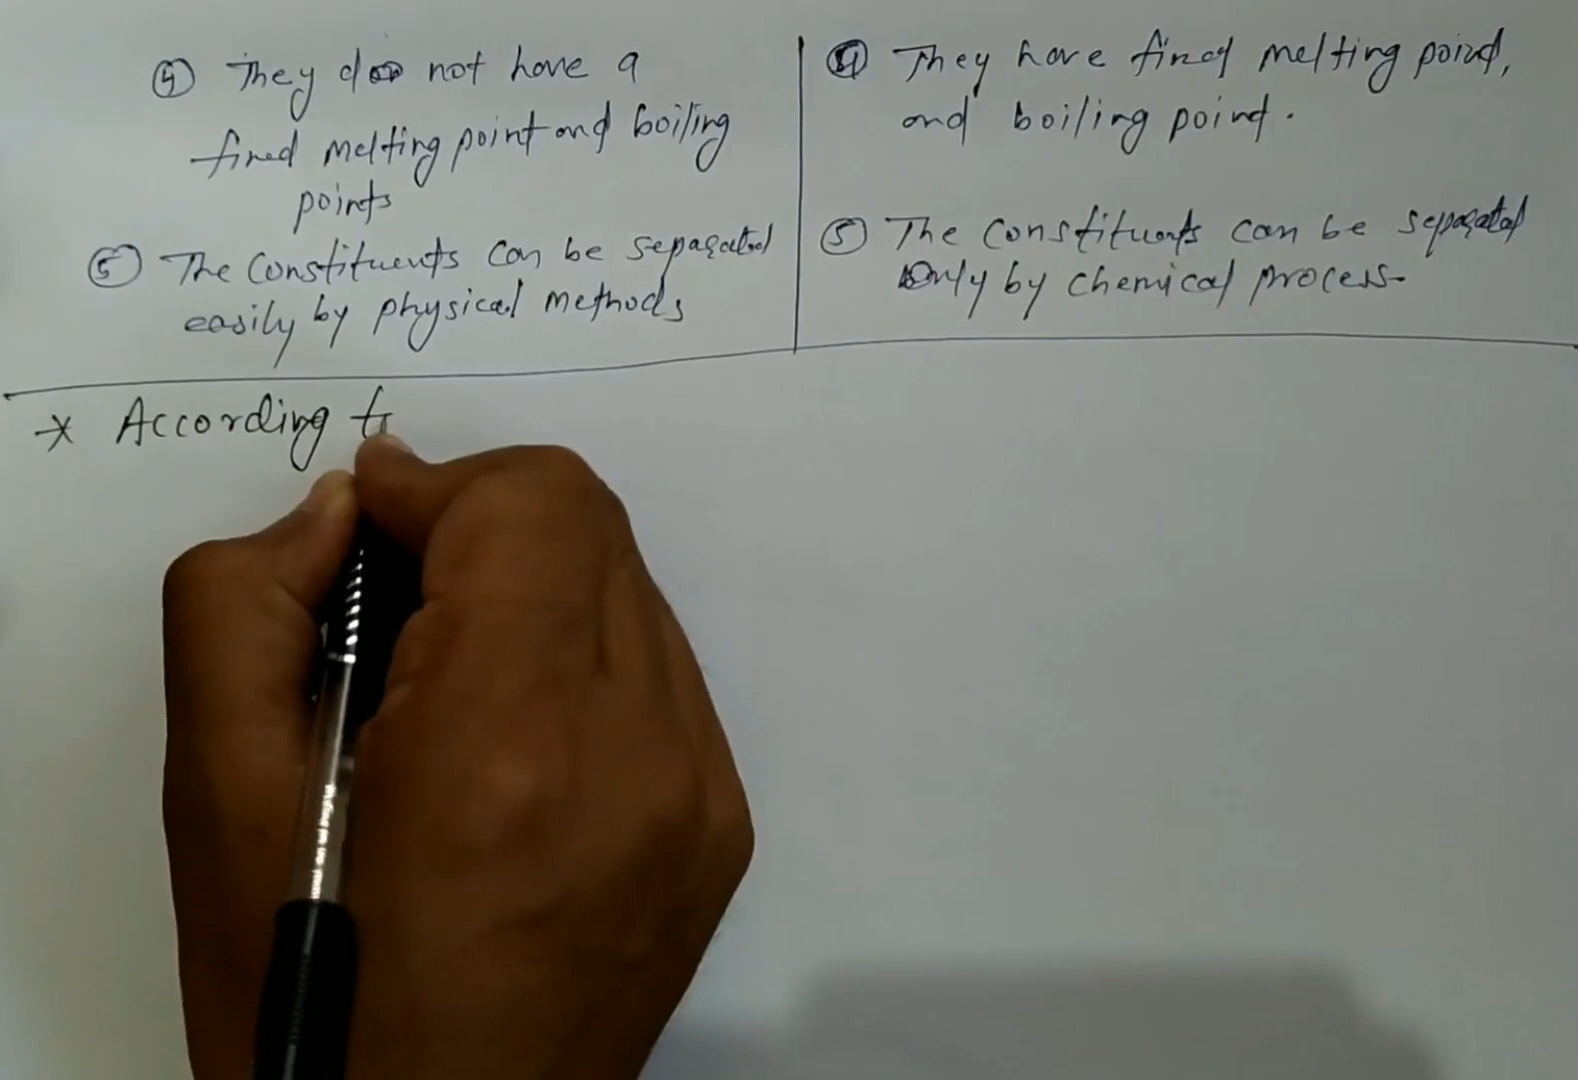 ④ They do not have a
fixed melting point and boiling
points
⑤ The constituents can be separated
easily by physical methods
④ They have fixed melting point,
and boiling point.
⑤ The constituents can be separated
Only by chemical process.
* According t